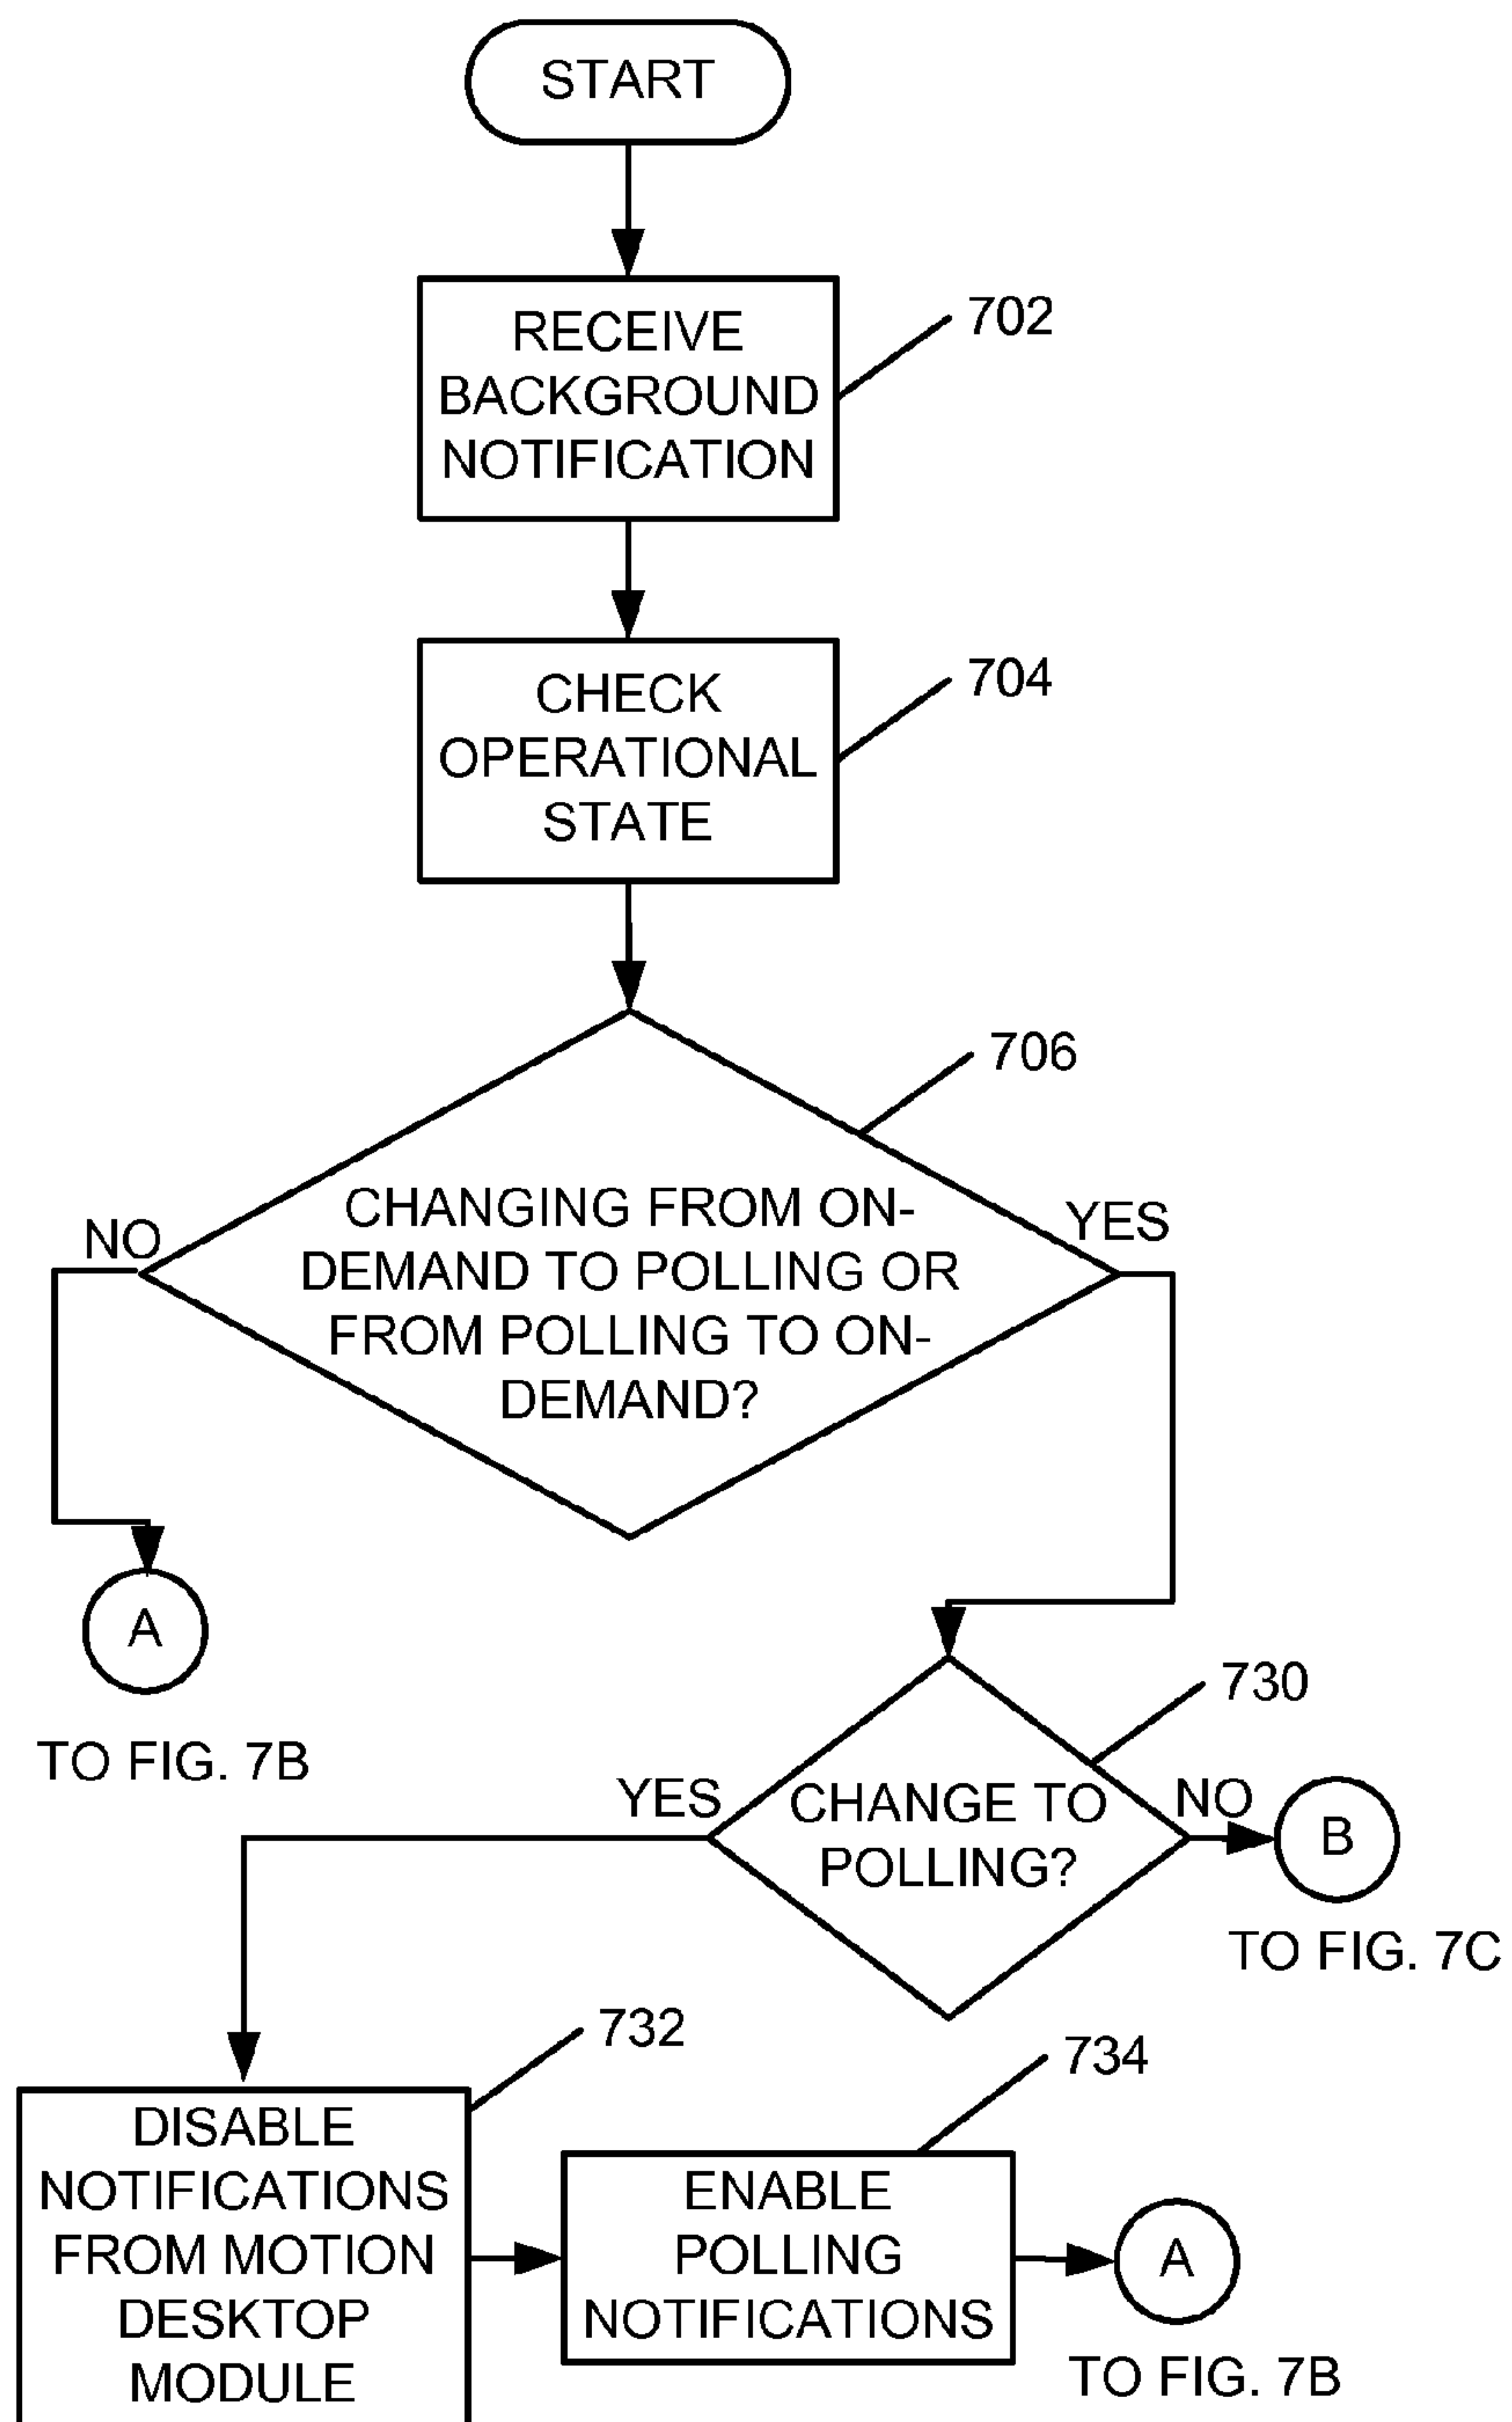 START
RECEIVE
BACKGROUND
NOTIFICATION
702
CHECK
OPERATIONAL
STATE
704
706
CHANGING FROM ON-
DEMAND TO POLLING OR
FROM POLLING TO ON-
DEMAND?
NO
YES
A
TO FIG. 7B
730
CHANGE TO
POLLING?
YES
NO
B
TO FIG. 7C
732
DISABLE
NOTIFICATIONS
FROM MOTION
DESKTOP
MODULE
734
ENABLE
POLLING
NOTIFICATIONS
A
TO FIG. 7B